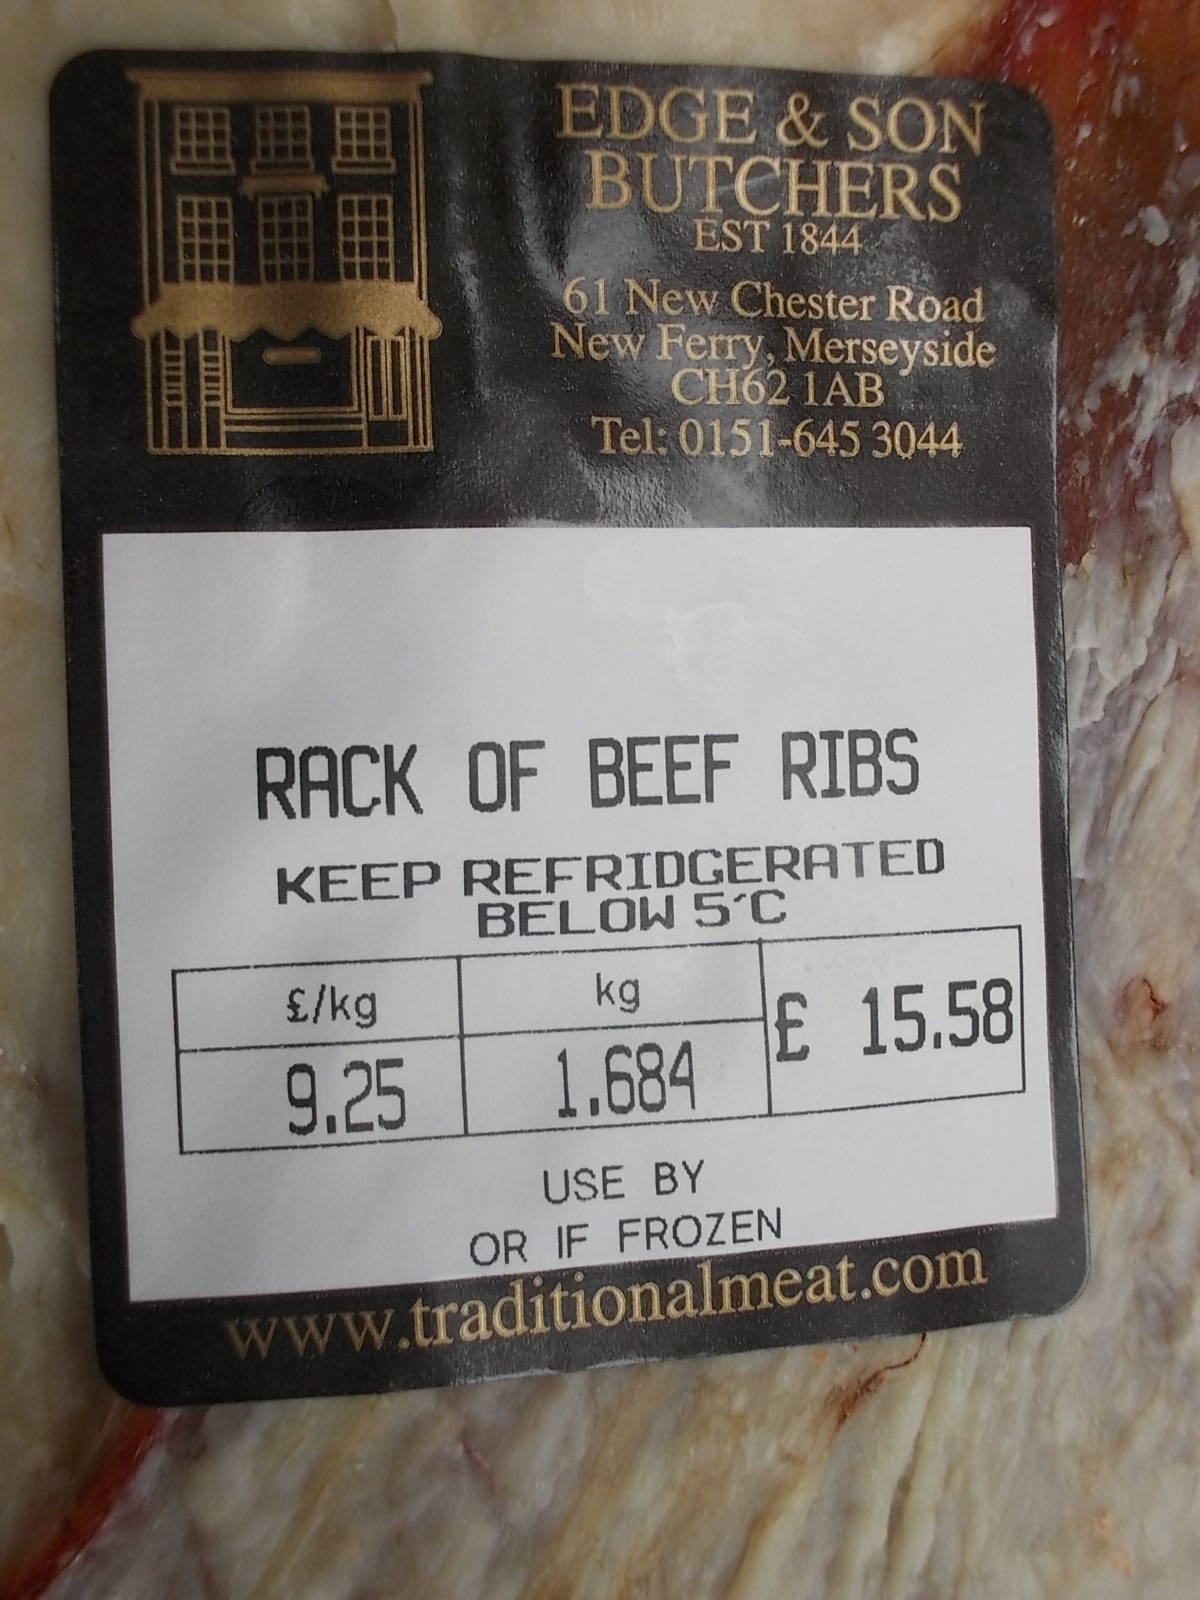 EDGE & SON
BUTCHERS
EST 1844
61 New Chester Road
New Ferry, Merseyside
CH62 1AB
Tel: 0151-645 3044
RACK OF BEEF RIBS
KEEP REFRIDGERATED
BELOW 5´C
£/kg kg £ 15.58
9.25 1.684
USE BY
OR IF FROZEN
www.traditionalmeat.com